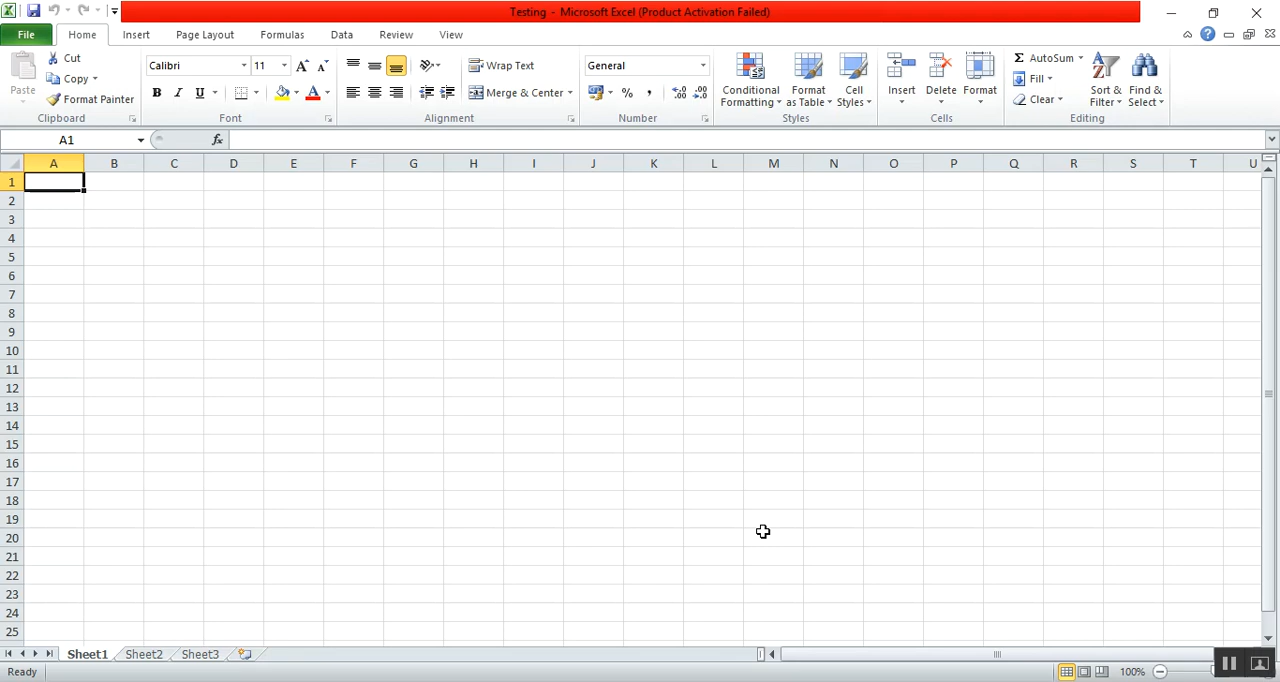 Testing - Microsoft Excel (Product Activation Failed)
File Home Insert Page Layout Formulas Data Review View
Paste Cut Calibri 11 Wrap Text General Conditional Formatting Format as Table Cell Styles Insert Delete Format AutoSum Sort & Filter Find & Select
Copy Merge & Center Fill
Format Painter Clear
B I U A % ,
Clipboard Font Alignment Number Styles Cells Editing
A1 fx
A B C D E F G H I J K L M N O P Q R S T U
1
2
3
4
5
6
7
8
9
10
11
12
13
14
15
16
17
18
19
20
21
22
23
24
25
Sheet1 Sheet2 Sheet3
Ready 100%